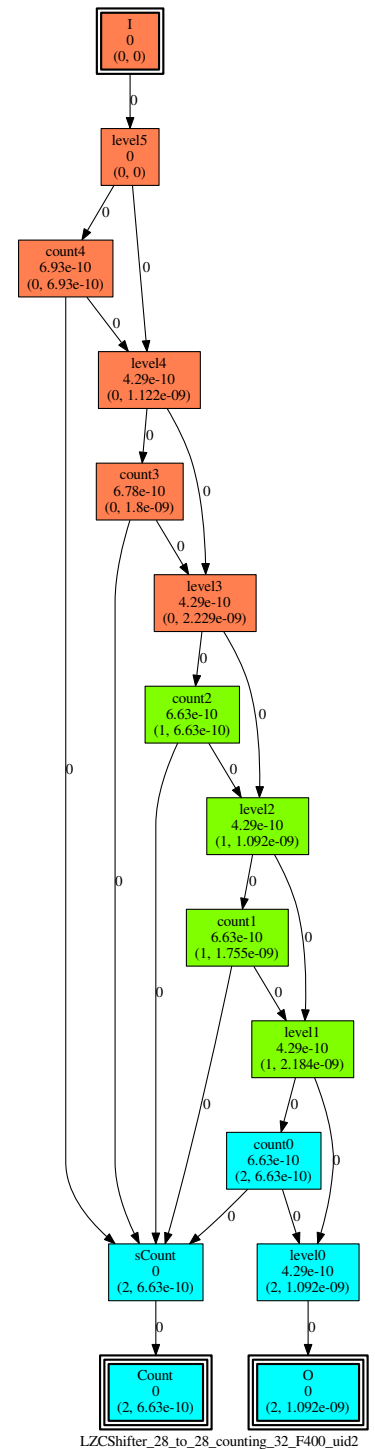 I
0
(0, 0)
0
level5
0
(0, 0)
0
0
count4
6.93e-10
(0, 6.93e-10)
0
level4
4.29e-10
(0, 1.122e-09)
0
0
count3
6.78e-10
(0, 1.8e-09)
0
level3
4.29e-10
(0, 2.229e-09)
0
0
count2
6.63e-10
(1, 6.63e-10)
0
0
level2
4.29e-10
(1, 1.092e-09)
0
0
0
count1
6.63e-10
(1, 1.755e-09)
0
0
level1
4.29e-10
(1, 2.184e-09)
0
0
0
count0
6.63e-10
(2, 6.63e-10)
0
0
sCount
0
(2, 6.63e-10)
level0
4.29e-10
(2, 1.092e-09)
0
0
Count
0
(2, 6.63e-10)
O
0
(2, 1.092e-09)
LZCShifter_28_to_28_counting_32_F400_uid2